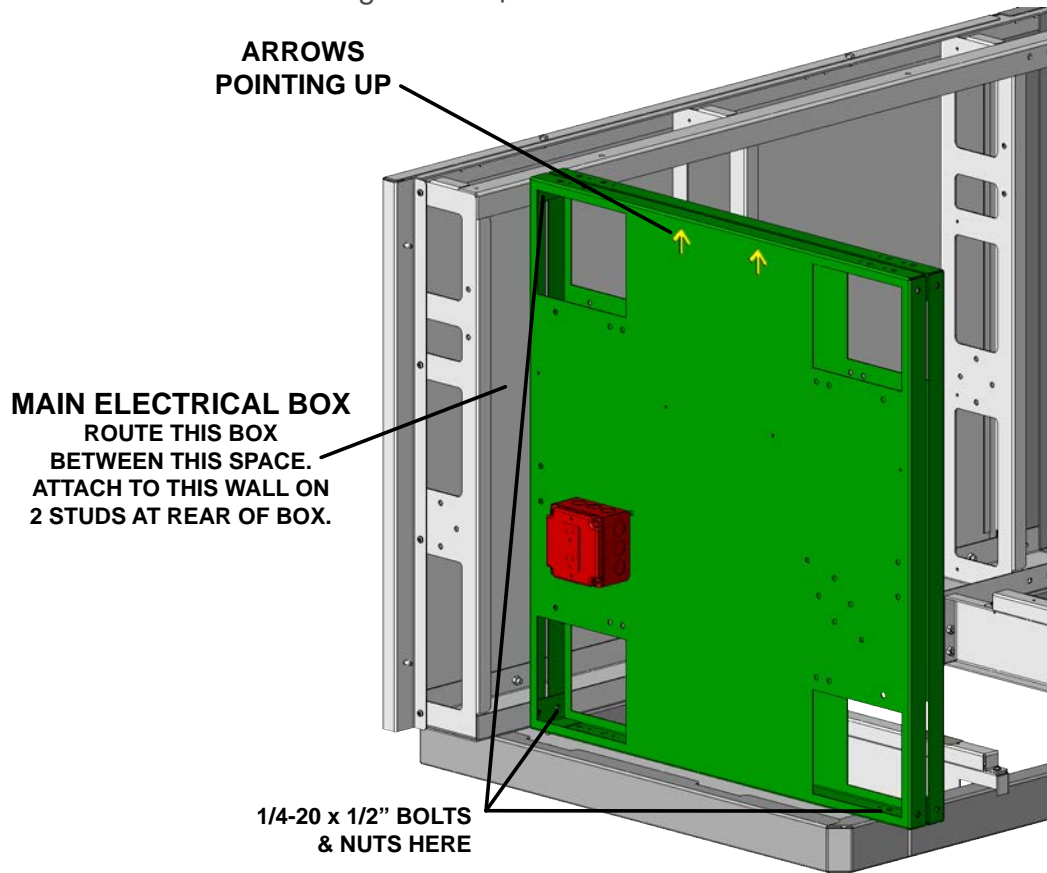 ARROWS
POINTING UP
MAIN ELECTRICAL BOX
ROUTE THIS BOX
BETWEEN THIS SPACE.
ATTACH TO THIS WALL ON
2 STUDS AT REAR OF BOX.
1/4-20 x 1/2” BOLTS
& NUTS HERE